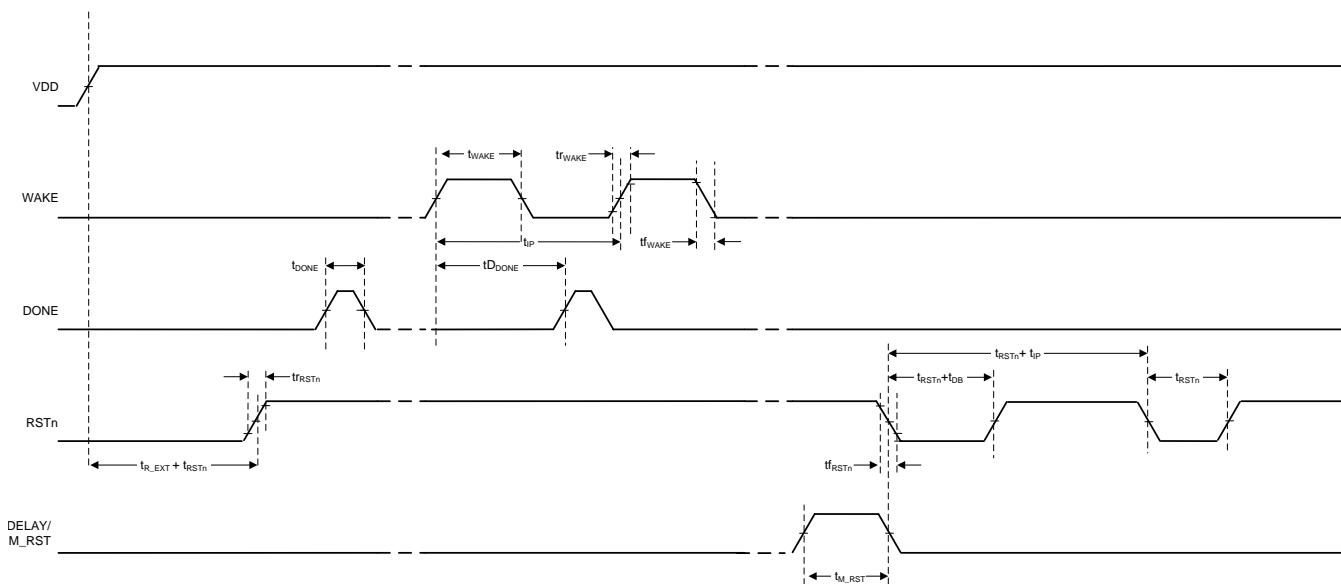 VDD
tWAKE
trWAKE
WAKE
tIP
tfWAKE
tDONE
tDDONE
DONE
tRSTn+ tIP
tRSTn+tDB
tRSTn
trRSTn
RSTn
tR_EXT + tRSTn
tfRSTn
DELAY/
M_RST
tM_RST